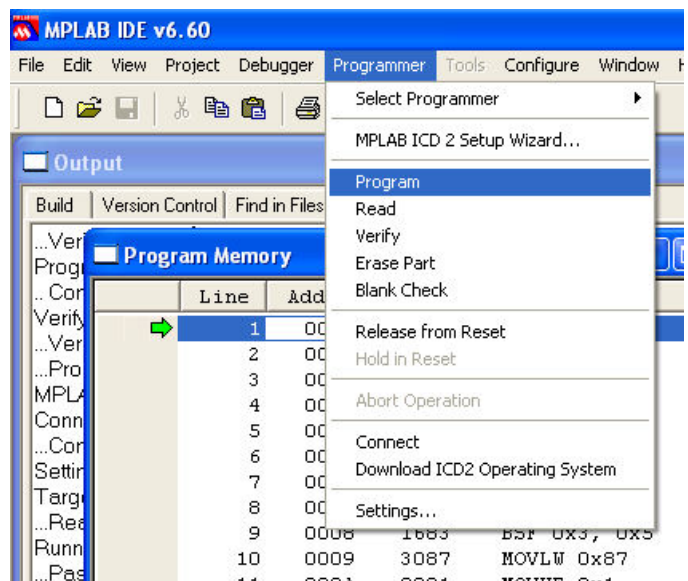 MPLAB IDE v6.60
File Edit View Project Debugger Programmer Tools Configure Window
Select Programmer
MPLAB ICD 2 Setup Wizard...
Program
Read
Verify
Erase Part
Blank Check
Release from Reset
Hold in Reset
Abort Operation
Connect
Download ICD2 Operating System
Settings...
Output
Build Version Control Find in Files
...Ver
Progr
.. Con
Verify
...Ver
...Pro
MPLA
Conn
...Con
Settin
Targe
...Rea
Runn
...Pas
Program Memory
Line Add
1 00
2 00
3 00
4 00
5 00
6 00
7 00
8 00
9 0008 1683 BSF 0x3, 0x5
10 0009 3087 MOVLW 0x87